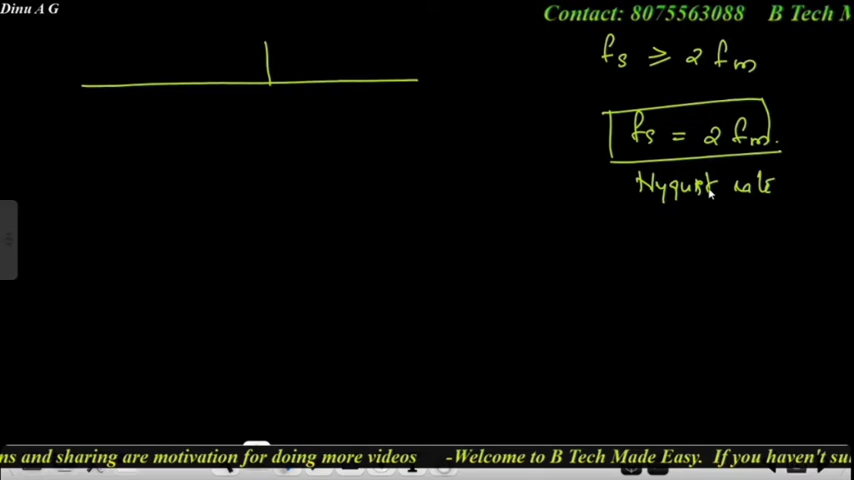 Dinu A G
Contact: 8075563088 B Tech M
fs ≥ 2 fm
fs = 2 fm.
Nyquist rate
ns and sharing are motivation for doing more videos -Welcome to B Tech Made Easy. If you haven't su